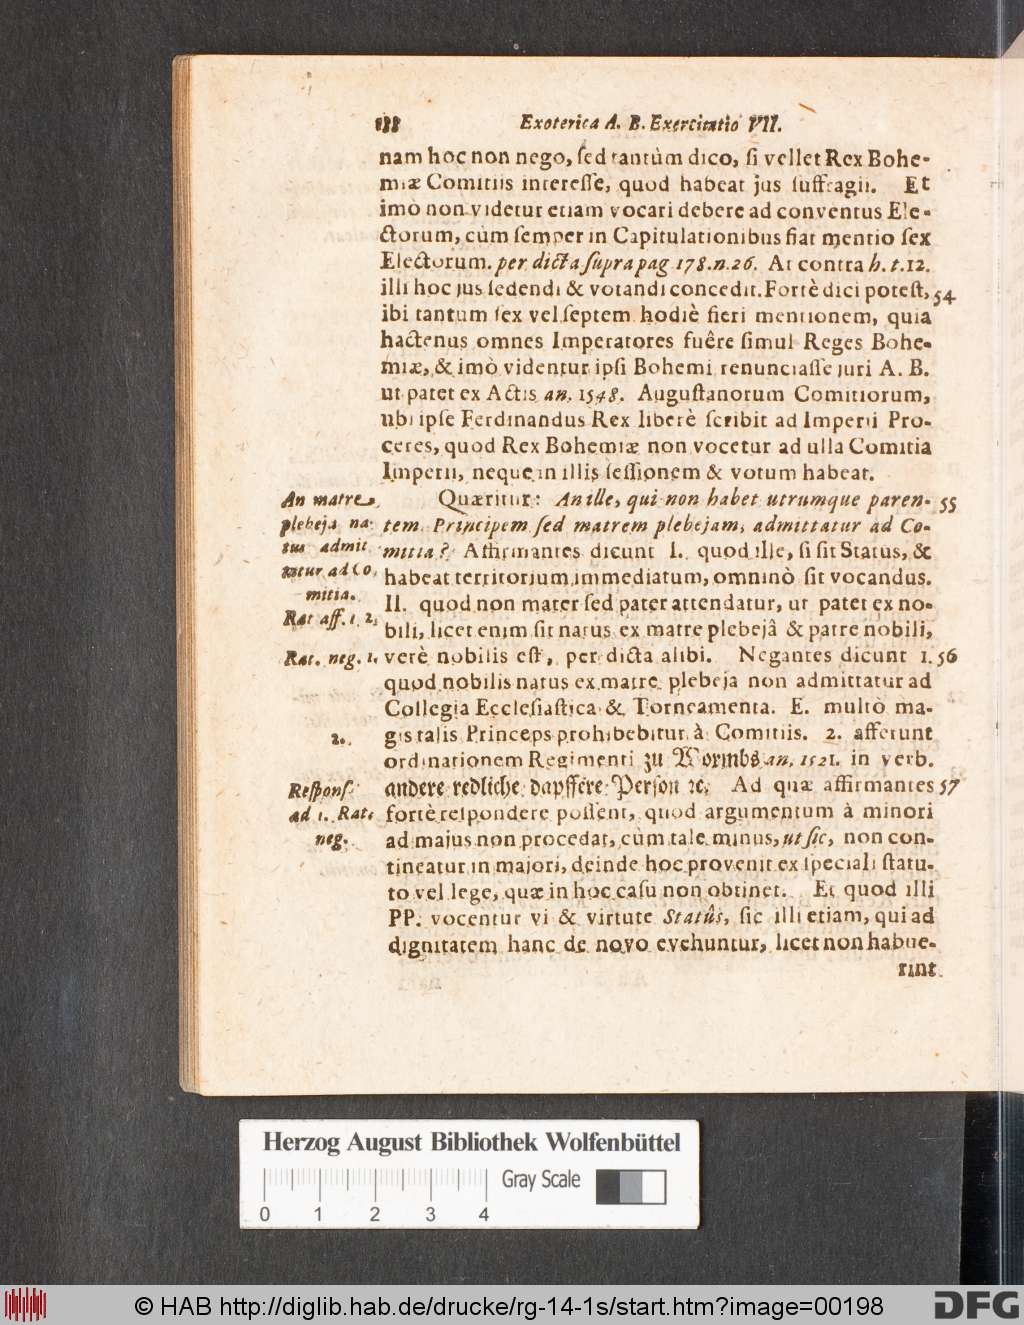 188 Exoterica A. B. Exercitatio VII.
nam hoc non nego, ſed tantùm dico, ſi vellet Rex Bohe-
miæ Comitiis intereſſe, quod habeat jus ſuffragii. Et
imò non videtur etiam vocari debere ad conventus Ele-
ctorum, cùm ſemper in Capitulationibus fiat mentio ſex
Electorum. per dicta ſupra pag 178. n. 26. At contra h. t. 12.
illi hoc jus ſedendi & votandi concedit. Fortè dici poteſt, 54
ibi tantum ſex vel ſeptem hodiè fieri mentionem, quia
hactenus omnes Imperatores fuêre ſimul Reges Bohe-
miæ, & imò videntur ipſi Bohemi renunciaſſe juri A. B.
ut patet ex Actis an. 1548. Auguſtanorum Comitiorum,
ubi ipſe Ferdinandus Rex liberè ſcribit ad Imperii Pro-
ceres, quod Rex Bohemiæ non vocetur ad ulla Comitia
Imperii, neque in illis ſeſſionem & votum habeat.
An matre Quæritur: An ille, qui non habet utrumque paren- 55
plebeja na- tem Principem ſed matrem plebejam, admittatur ad Co-
tus admit mitia? Affirmantes dicunt I. quod ille, ſi ſit Status, &
tatur ad Co habeat territorium immediatum, omninò ſit vocandus.
mitia. II. quod non mater ſed pater attendatur, ut patet ex no-
Rat aff. 1. 2. bili, licet enim ſit natus ex matre plebejâ & patre nobili,
Rat. neg. 1. verè nobilis eſt, per dicta alibi. Negantes dicunt 1. 56
quod nobilis natus ex matre plebeja non admittatur ad
Collegia Eccleſiaſtica & Torneamenta. E. multò ma-
2. gis talis Princeps prohibebitur à Comitiis. 2. afferunt
ordinationem Regimenti zu Wormbs an. 1521. in verb.
Reſponſ. andere redliche dapffere Perſon ꝛc. Ad quæ affirmantes 57
ad 1. Rat. fortè reſpondere poſſent, quod argumentum à minori
neg. ad majus non procedat, cùm tale minus, ut ſic, non con-
tineatur in majori, deinde hoc provenit ex ſpeciali ſtatu-
to vel lege, quæ in hoc caſu non obtinet. Et quod illi
PP. vocentur vi & virtute Statûs, ſic illi etiam, qui ad
dignitatem hanc de novo evehuntur, licet non habue-
rint
Herzog August Bibliothek Wolfenbüttel
Gray Scale
0 1 2 3 4
© HAB http://diglib.hab.de/drucke/rg-14-1s/start.htm?image=00198
DFG